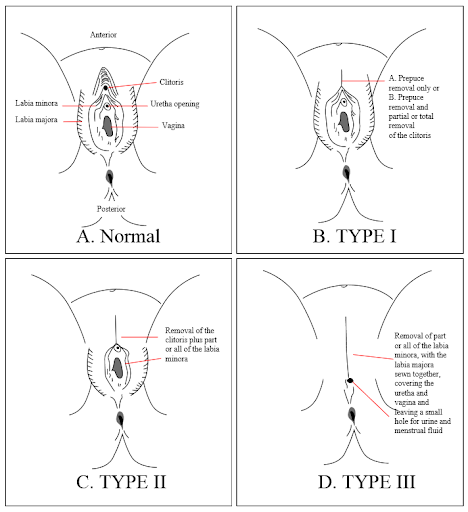 Anterior
Clitoris
Labia minora
Uretha opening
Labia majora
Vagina
Posterior
A. Normal
A. Prepuce
removal only or
B. Prepuce
removal and
partial or total
removal
of the clitoris
B. TYPE I
Removal of the
clitoris plus part
or all of the labia
minora
C. TYPE II
Removal of part
or all of the labia
minora, with the
labia majora
sewn together,
covering the
uretha and
vagina and
leaving a small
hole for urine and
menstrual fluid
D. TYPE III